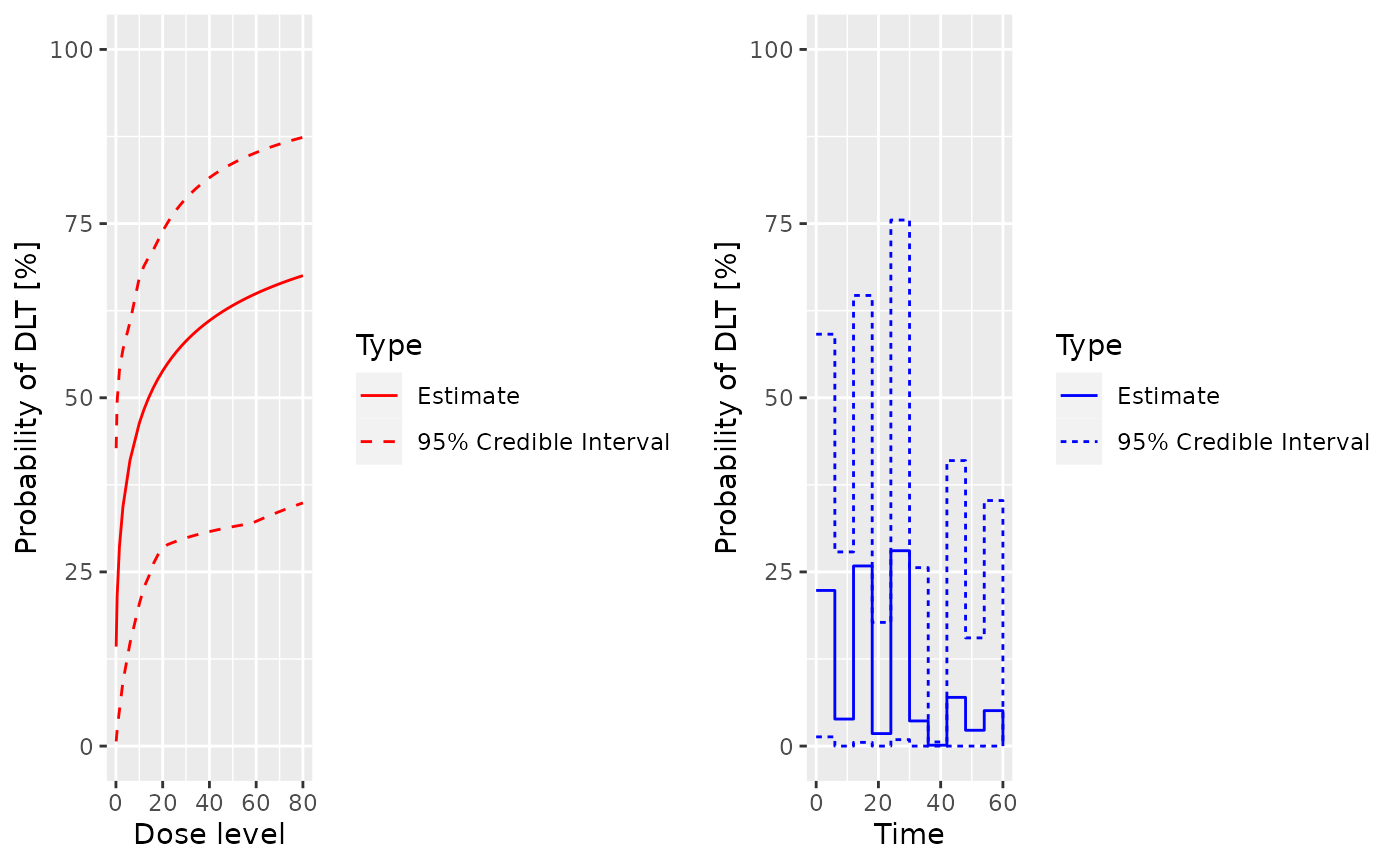 100
75
50
25
0
Probability of DLT [%]
0 20 40 60 80
Dose level
Type
Estimate
95% Credible Interval
100
75
50
25
0
Probability of DLT [%]
0 20 40 60
Time
Type
Estimate
95% Credible Interval